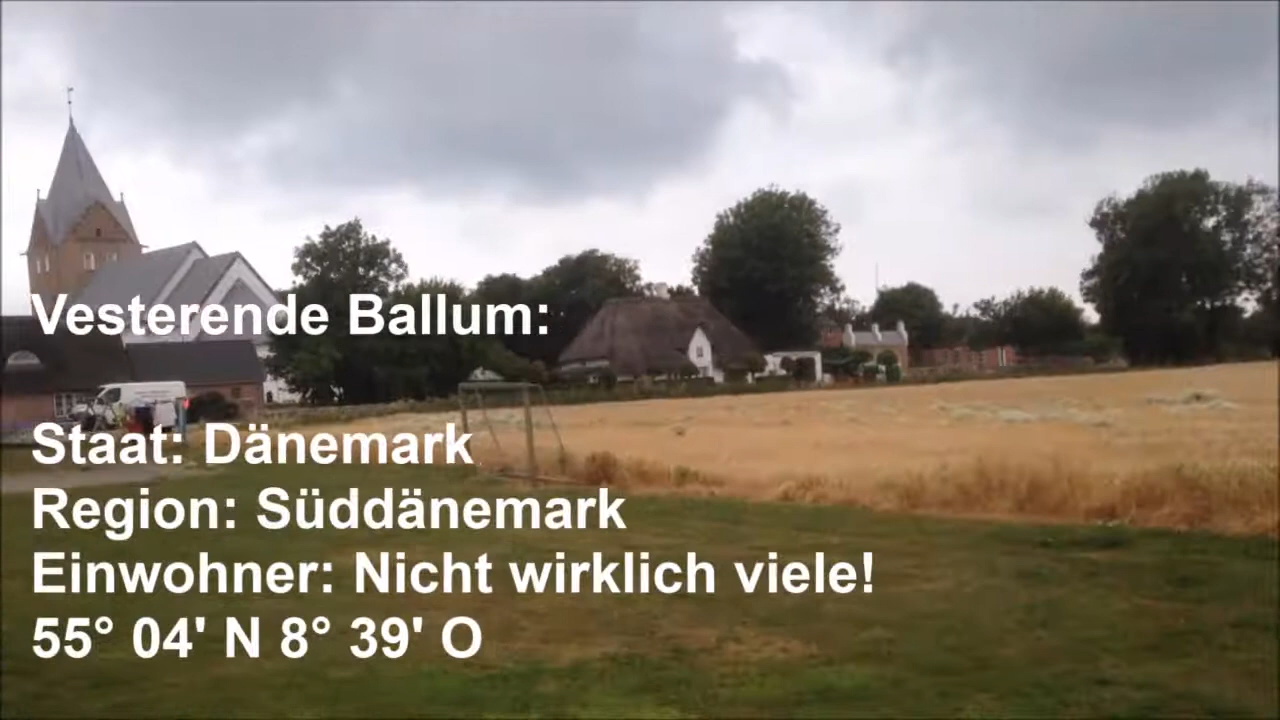 Vesterende Ballum:
Staat: Dänemark
Region: Süddänemark
Einwohner: Nicht wirklich viele!
55° 04' N 8° 39' O